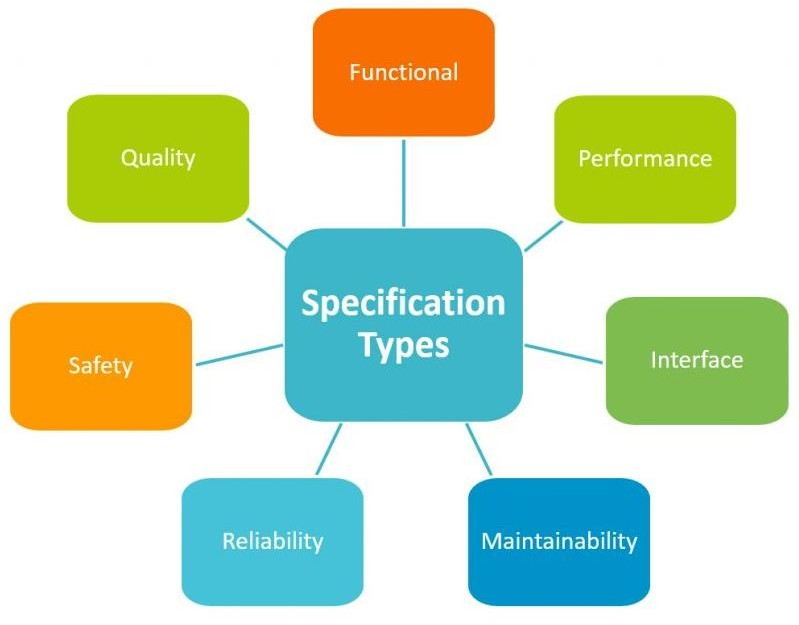 Functional
Quality
Performance
Specification
Types
Safety
Interface
Reliability
Maintainability